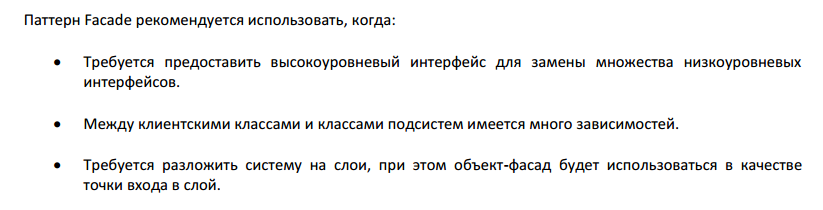 Паттерн Facade рекомендуется использовать, когда:
• Требуется предоставить высокоуровневый интерфейс для замены множества низкоуровневых
интерфейсов.
• Между клиентскими классами и классами подсистем имеется много зависимостей.
• Требуется разложить систему на слои, при этом объект-фасад будет использоваться в качестве
точки входа в слой.